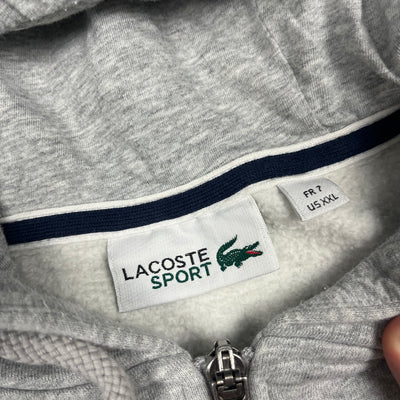 LACOSTE
SPORT
FR 7
US XXL